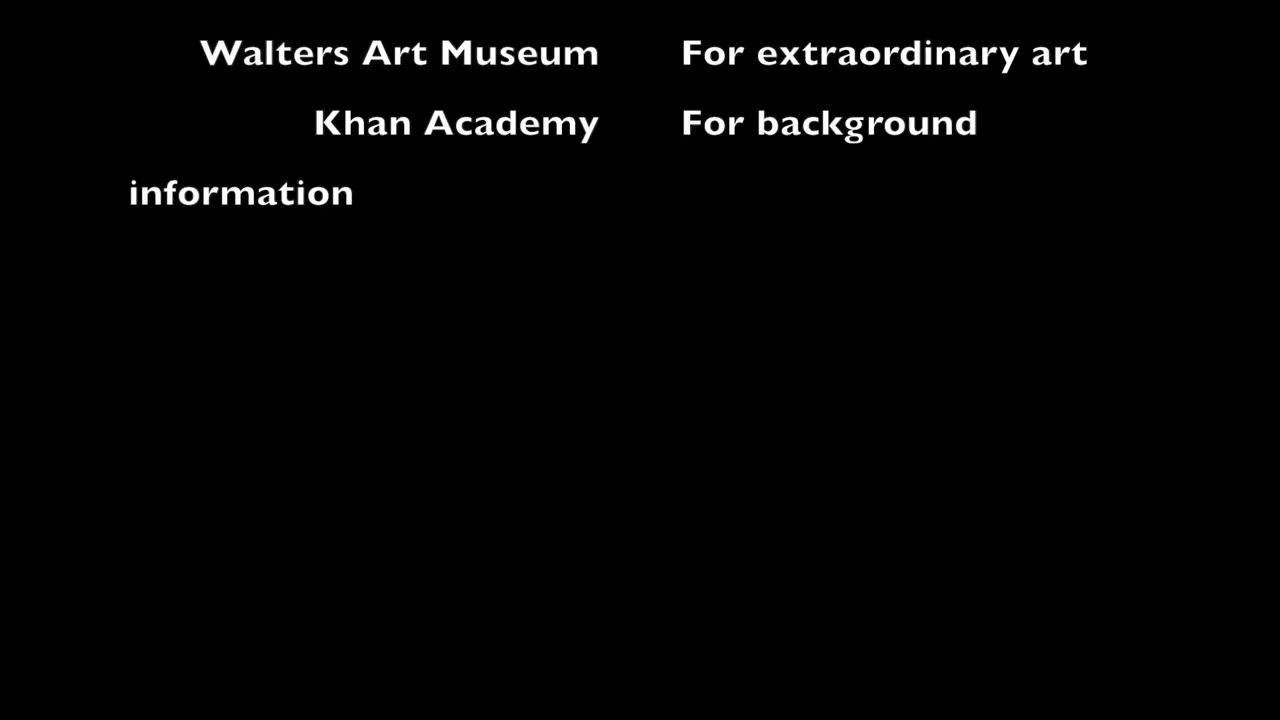 Walters Art Museum For extraordinary art
Khan Academy For background
information